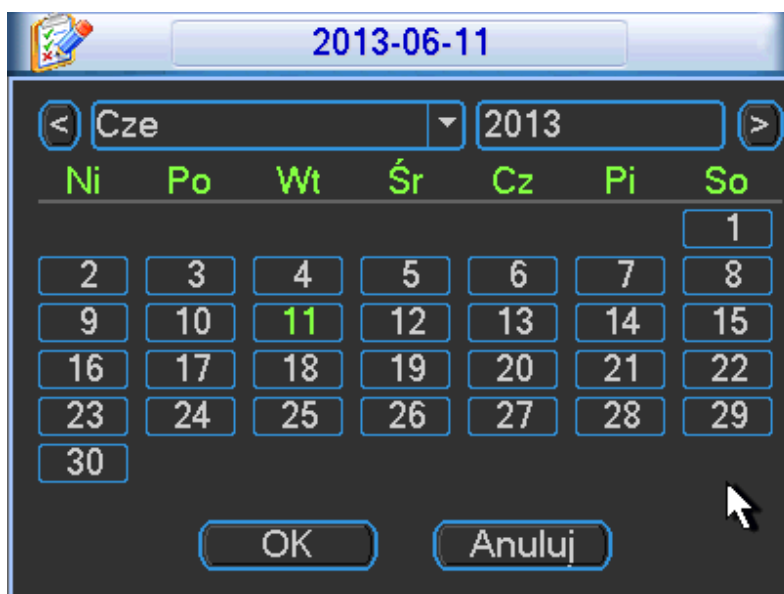 2013-06-11
< Cze 2013 >
Ni Po Wt Śr Cz Pi So
1
2 3 4 5 6 7 8
9 10 11 12 13 14 15
16 17 18 19 20 21 22
23 24 25 26 27 28 29
30
OK Anuluj